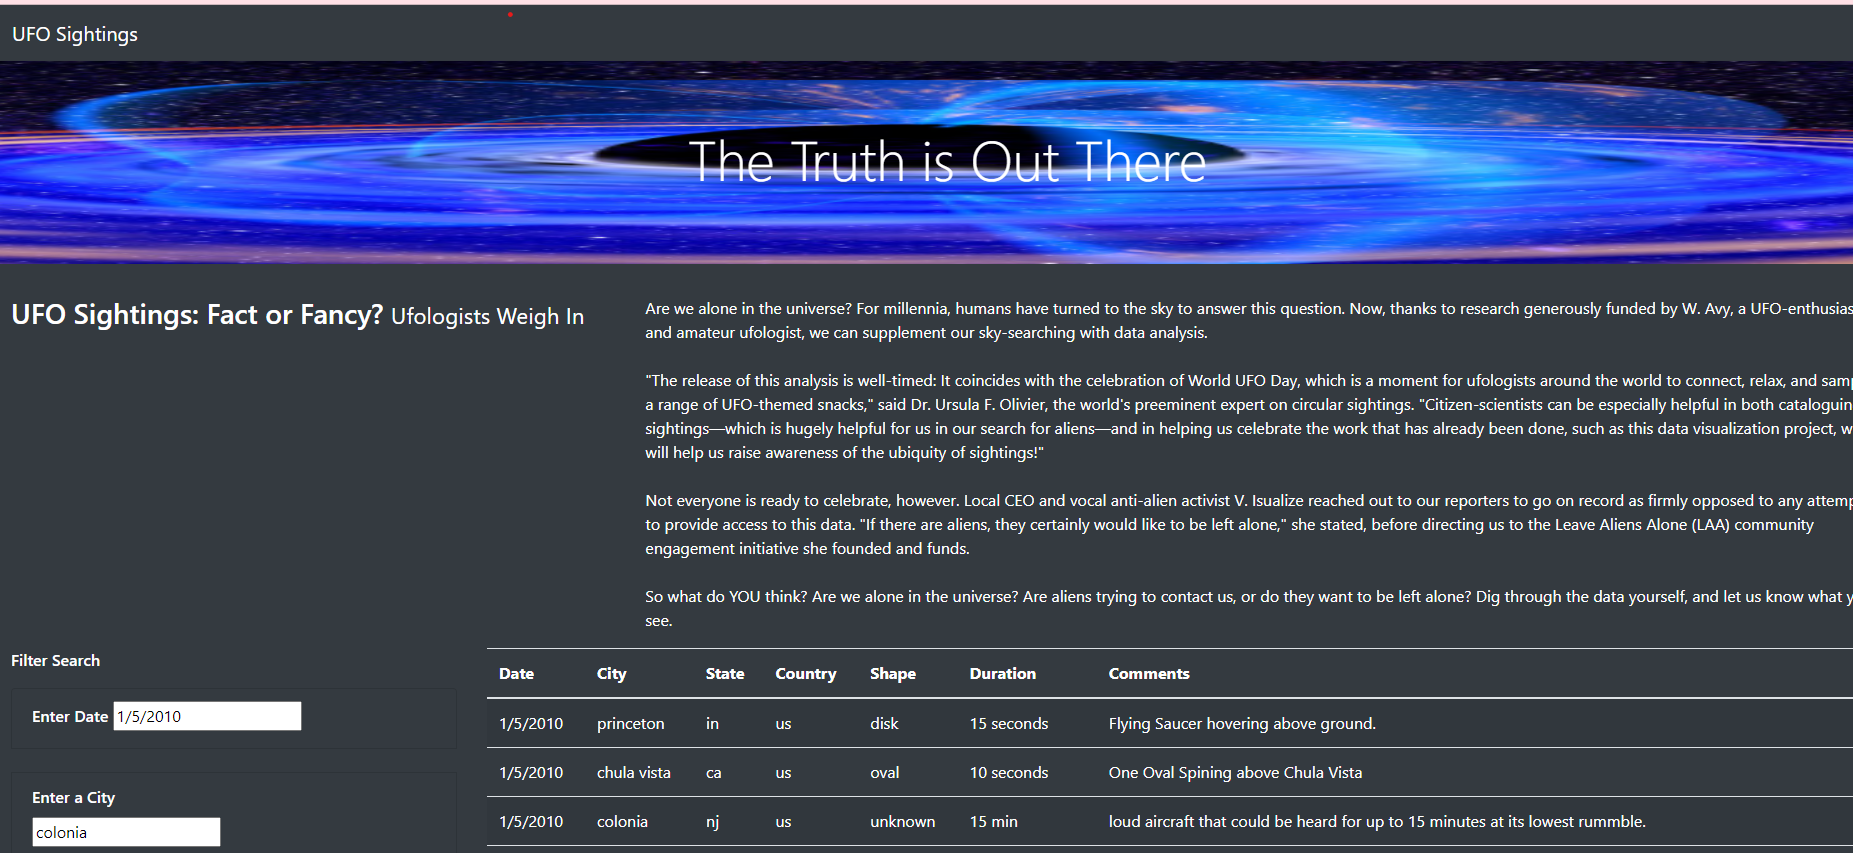 UFO Sightings
The Truth is Out There
UFO Sightings: Fact or Fancy? Ufologists Weigh In
Are we alone in the universe? For millennia, humans have turned to the sky to answer this question. Now, thanks to research generously funded by W. Avy, a UFO-enthusias
and amateur ufologist, we can supplement our sky-searching with data analysis.
"The release of this analysis is well-timed: It coincides with the celebration of World UFO Day, which is a moment for ufologists around the world to connect, relax, and samp
a range of UFO-themed snacks," said Dr. Ursula F. Olivier, the world's preeminent expert on circular sightings. "Citizen-scientists can be especially helpful in both cataloguin
sightings—which is hugely helpful for us in our search for aliens—and in helping us celebrate the work that has already been done, such as this data visualization project, w
will help us raise awareness of the ubiquity of sightings!"
Not everyone is ready to celebrate, however. Local CEO and vocal anti-alien activist V. Isualize reached out to our reporters to go on record as firmly opposed to any attemp
to provide access to this data. "If there are aliens, they certainly would like to be left alone," she stated, before directing us to the Leave Aliens Alone (LAA) community
engagement initiative she founded and funds.
So what do YOU think? Are we alone in the universe? Are aliens trying to contact us, or do they want to be left alone? Dig through the data yourself, and let us know what y
see.
Filter Search
Enter Date 1/5/2010
Enter a City
colonia
Date City State Country Shape Duration Comments
1/5/2010 princeton in us disk 15 seconds Flying Saucer hovering above ground.
1/5/2010 chula vista ca us oval 10 seconds One Oval Spining above Chula Vista
1/5/2010 colonia nj us unknown 15 min loud aircraft that could be heard for up to 15 minutes at its lowest rummble.